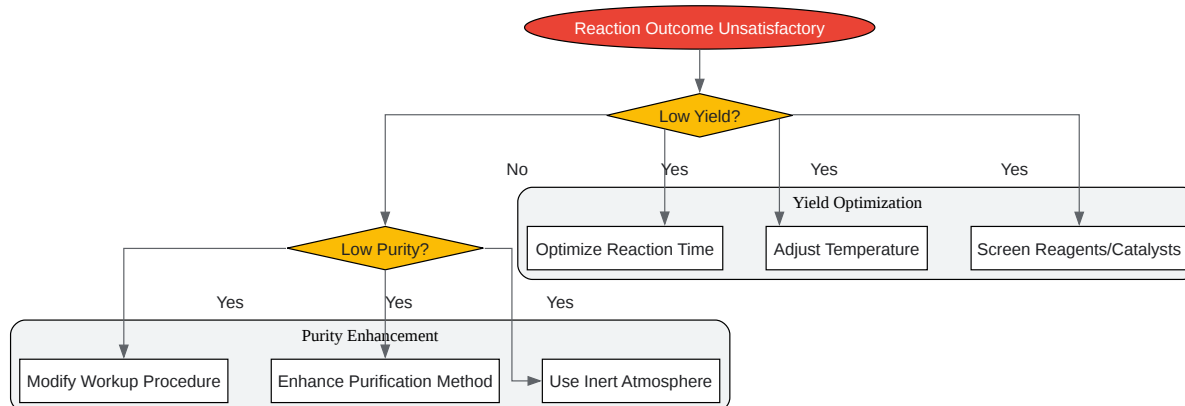 Reaction Outcome Unsatisfactory
Low Yield?
No
Yes
Yes
Yes
Yield Optimization
Optimize Reaction Time
Adjust Temperature
Screen Reagents/Catalysts
Low Purity?
Yes
Yes
Yes
Purity Enhancement
Modify Workup Procedure
Enhance Purification Method
Use Inert Atmosphere